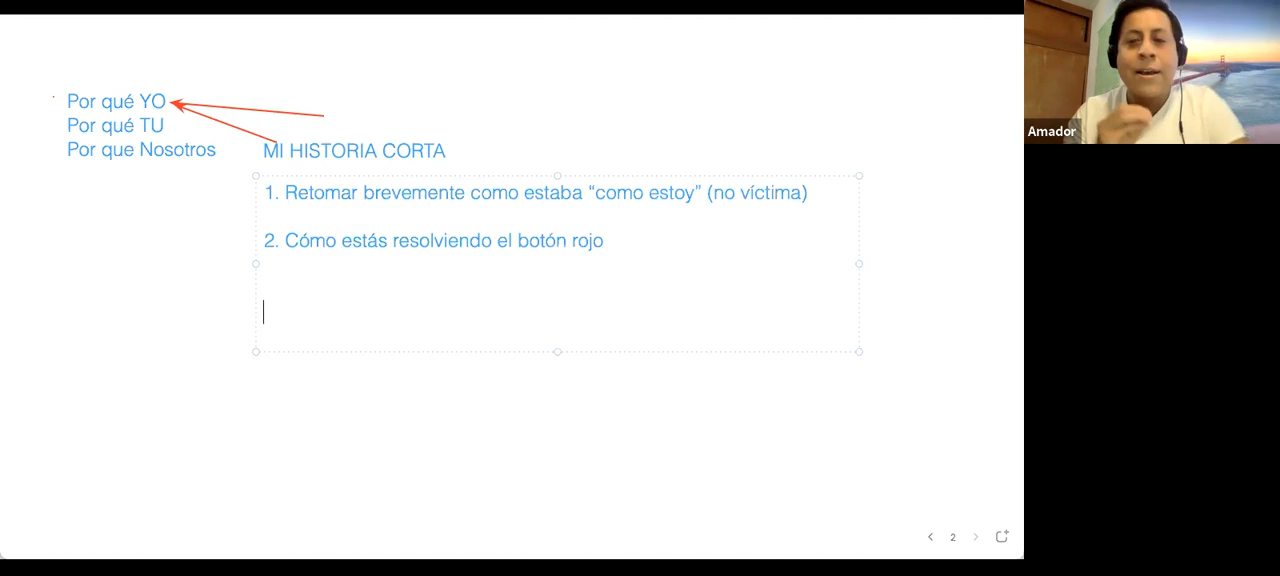 Por qué YO
Por qué TU
Por que Nosotros
MI HISTORIA CORTA
1. Retomar brevemente como estaba “como estoy” (no víctima)
2. Cómo estás resolviendo el botón rojo
2
Amador